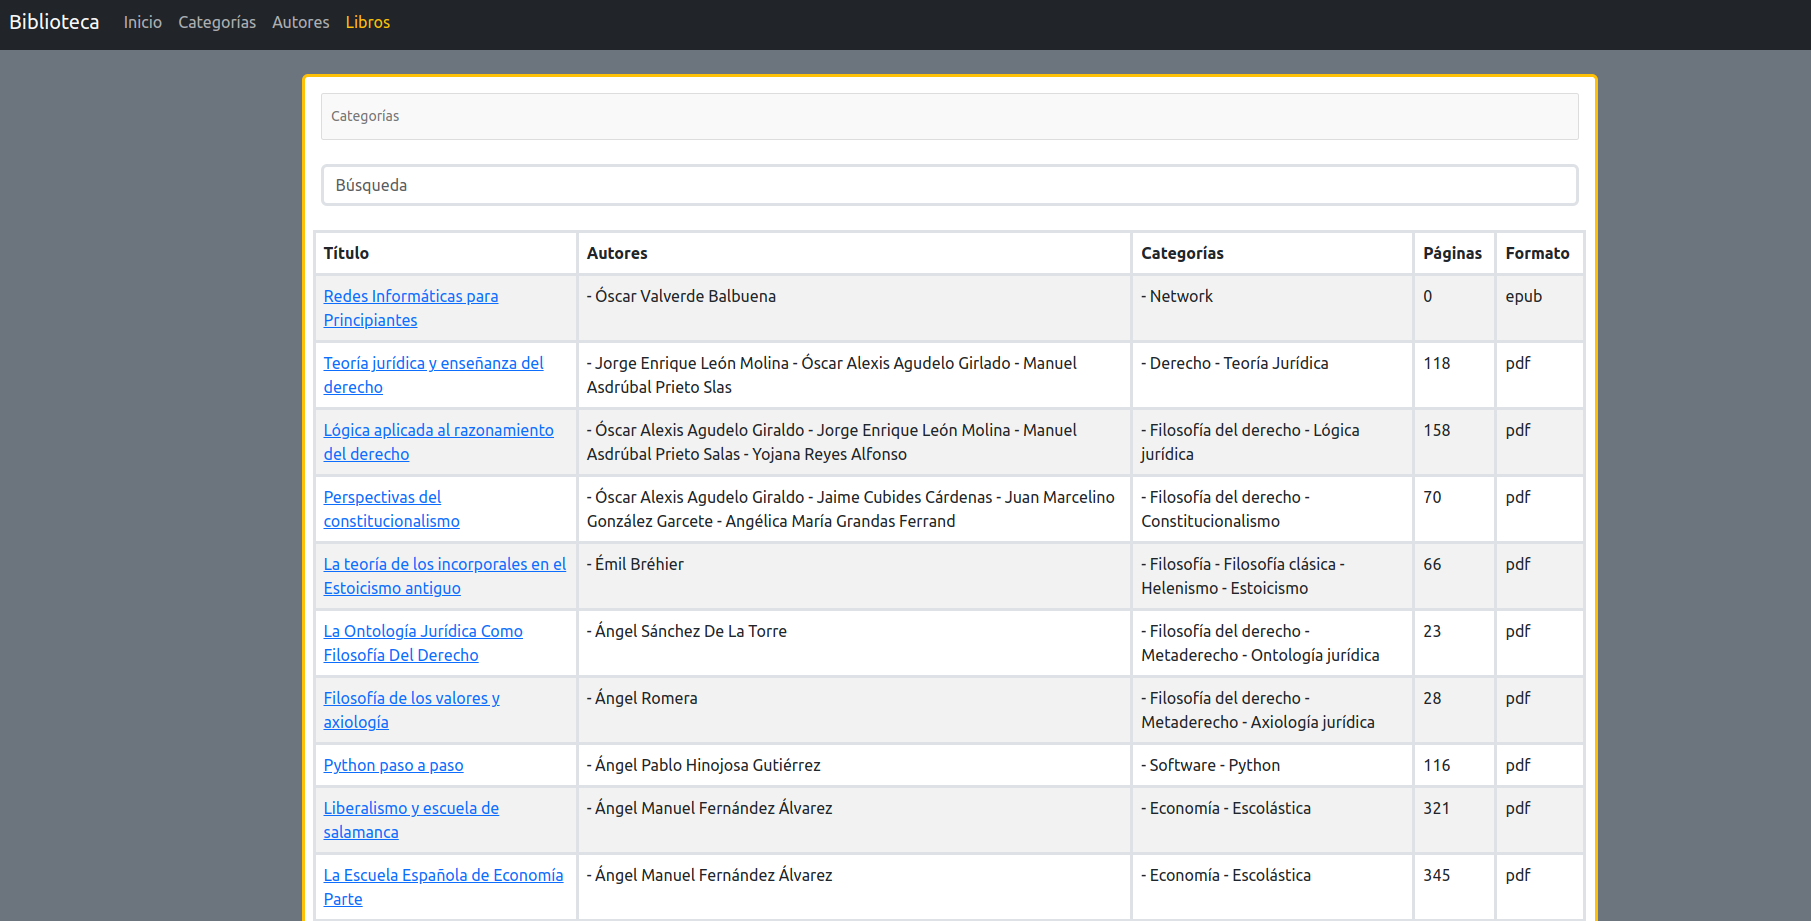 Biblioteca Inicio Categorías Autores Libros
Categorías
Búsqueda
Título Autores Categorías Páginas Formato
Redes Informáticas para Principiantes - Óscar Valverde Balbuena - Network 0 epub
Teoría jurídica y enseñanza del derecho - Jorge Enrique León Molina - Óscar Alexis Agudelo Girlado - Manuel Asdrúbal Prieto Slas - Derecho - Teoría Jurídica 118 pdf
Lógica aplicada al razonamiento del derecho - Óscar Alexis Agudelo Giraldo - Jorge Enrique León Molina - Manuel Asdrúbal Prieto Salas - Yojana Reyes Alfonso - Filosofía del derecho - Lógica jurídica 158 pdf
Perspectivas del constitucionalismo - Óscar Alexis Agudelo Giraldo - Jaime Cubides Cárdenas - Juan Marcelino González Garcete - Angélica María Grandas Ferrand - Filosofía del derecho - Constitucionalismo 70 pdf
La teoría de los incorporales en el Estoicismo antiguo - Émil Bréhier - Filosofía - Filosofía clásica - Helenismo - Estoicismo 66 pdf
La Ontología Jurídica Como Filosofía Del Derecho - Ángel Sánchez De La Torre - Filosofía del derecho - Metaderecho - Ontología jurídica 23 pdf
Filosofía de los valores y axiología - Ángel Romera - Filosofía del derecho - Metaderecho - Axiología jurídica 28 pdf
Python paso a paso - Ángel Pablo Hinojosa Gutiérrez - Software - Python 116 pdf
Liberalismo y escuela de salamanca - Ángel Manuel Fernández Álvarez - Economía - Escolástica 321 pdf
La Escuela Española de Economía Parte - Ángel Manuel Fernández Álvarez - Economía - Escolástica 345 pdf